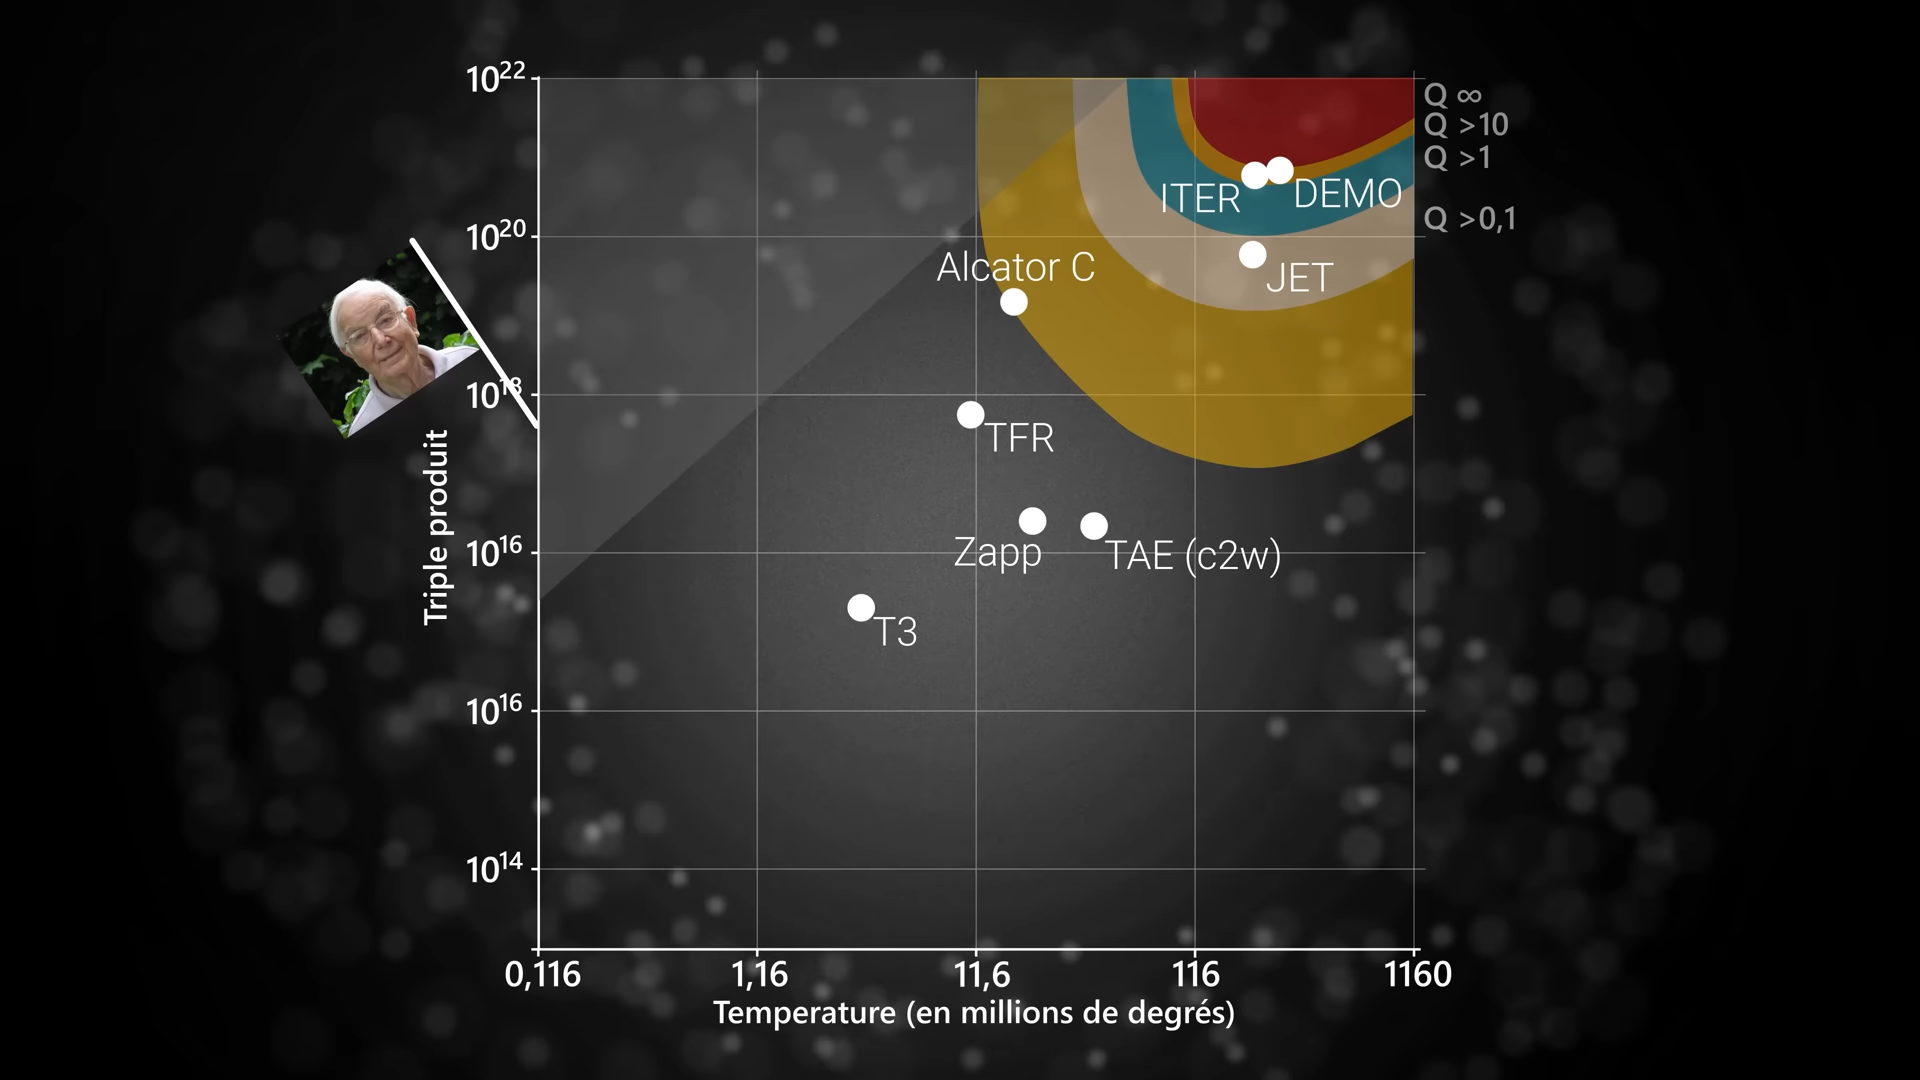 10²²
Q ∞
Q >10
Q >1
ITER
DEMO
Q >0,1
10²⁰
Alcator C
JET
10¹⁸
TFR
Triple produit
10¹⁶
Zapp
TAE (c2w)
T3
10¹⁶
10¹⁴
0,116
1,16
11,6
116
1160
Temperature (en millions de degrés)